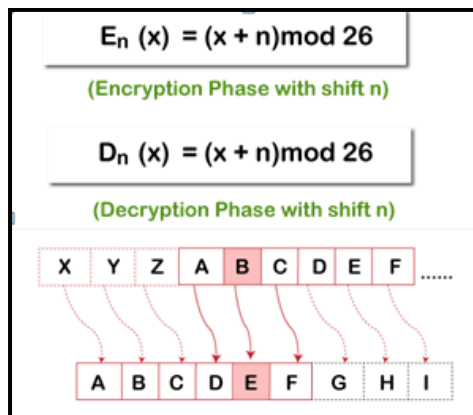 Eₙ (x) = (x + n)mod 26
(Encryption Phase with shift n)
Dₙ (x) = (x + n)mod 26
(Decryption Phase with shift n)
X Y Z A B C D E F ......
A B C D E F G H I